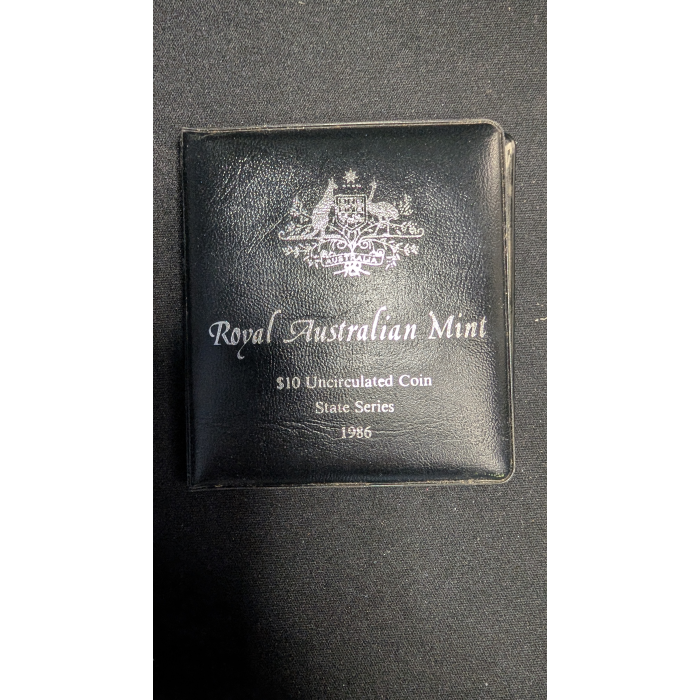 AUSTRALIA
Royal Australian Mint
$10 Uncirculated Coin
State Series
1986